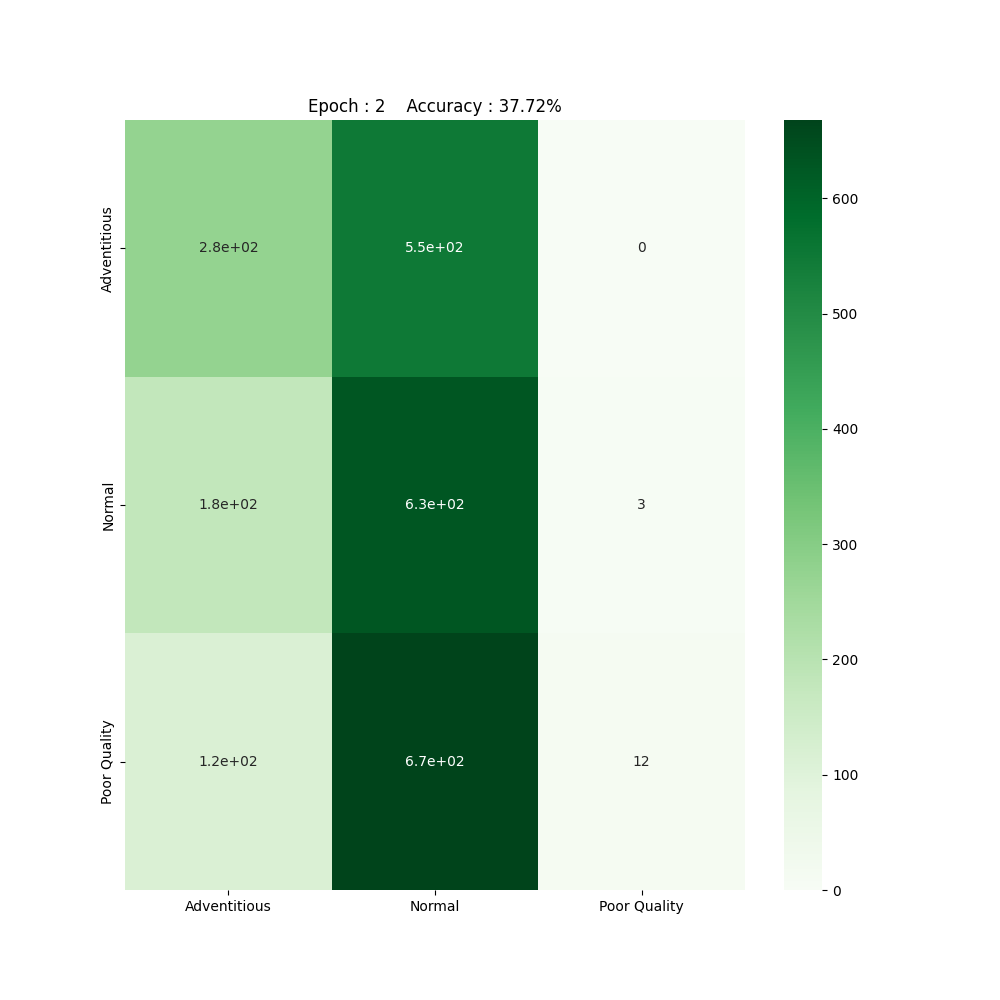 Epoch : 2    Accuracy : 37.72%
Adventitious
2.8e+02 5.5e+02 0
Normal
1.8e+02 6.3e+02 3
Poor Quality
1.2e+02 6.7e+02 12
Adventitious Normal Poor Quality
600
500
400
300
200
100
0